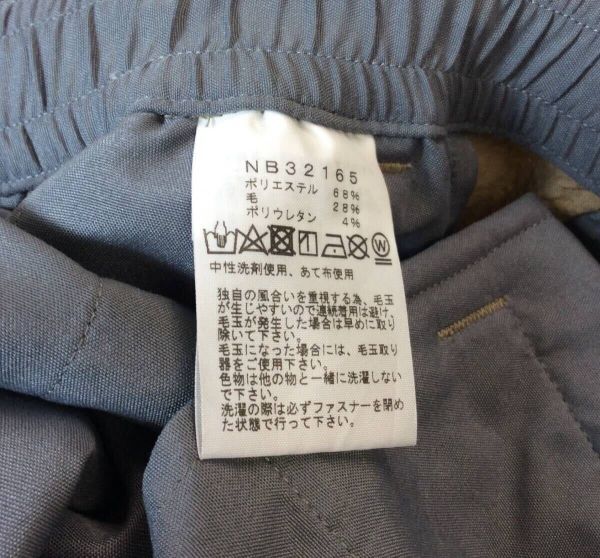 NB32165
ポリエステル 68%
毛 28%
ポリウレタン 4%
W
中性洗剤使用、あて布使用
独自の風合いを重視する為、毛玉
が生じやすいので連続着用は避け、
毛玉が発生した場合は早めに取り
除いて下さい。
毛玉になった場合には、毛玉取り
器をご使用下さい。
色物は他の物と一緒に洗濯しない
で下さい。
洗濯の際は必ずファスナーを閉め
た状態で行って下さい。